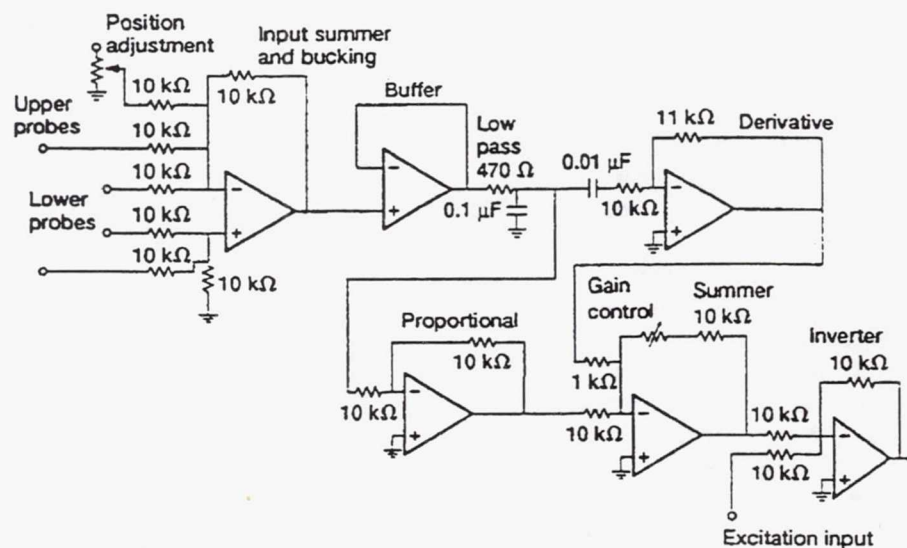 Position
adjustment
Input summer
and bucking
10 kΩ
10 kΩ
Upper
probes
10 kΩ
10 kΩ
Lower probes
10 kΩ
10 kΩ
10 kΩ
−
+
Buffer
−
+
Low
pass
470 Ω
0.1 μF
0.01 μF
10 kΩ
11 kΩ
Derivative
−
+
Proportional
10 kΩ
10 kΩ
−
+
Gain
control
Summer
10 kΩ
1 kΩ
10 kΩ
−
+
Inverter
10 kΩ
10 kΩ
10 kΩ
−
+
Excitation input